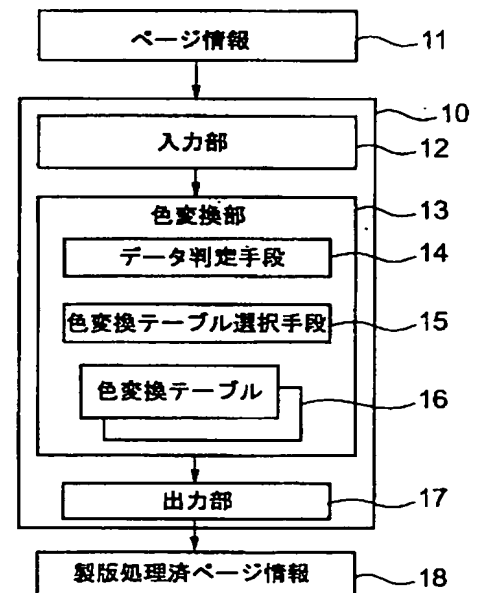 ページ情報 11
10
入力部 12
色変換部 13
データ判定手段 14
色変換テーブル選択手段 15
色変換テーブル 16
出力部 17
製版処理済ページ情報 18